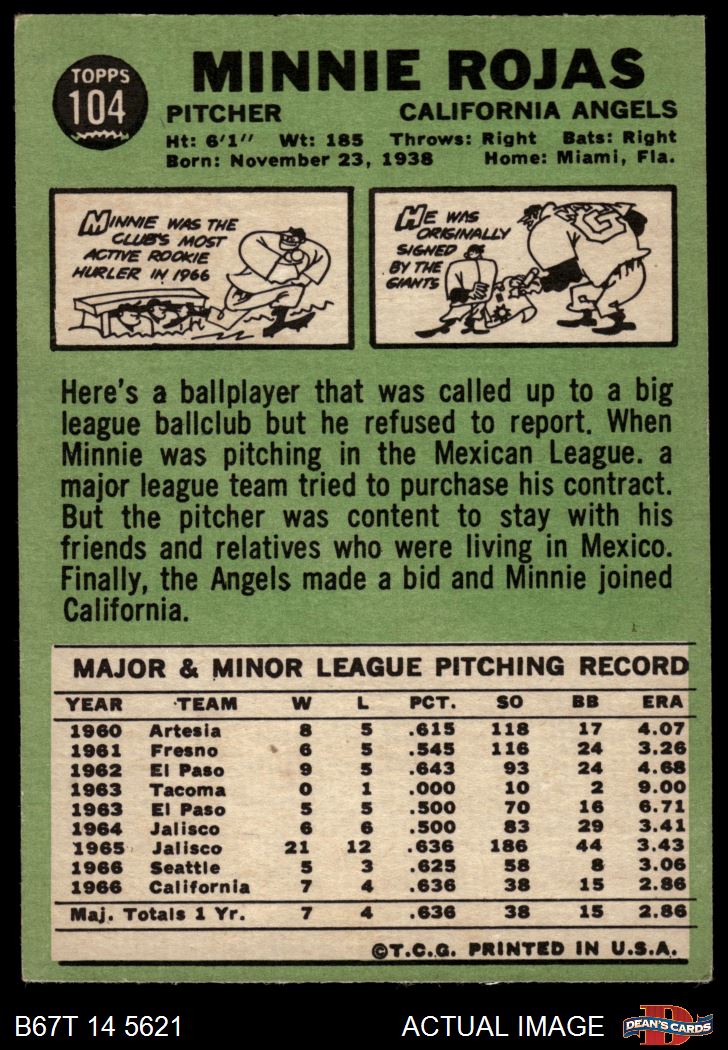 TOPPS
104
MINNIE ROJAS
PITCHER CALIFORNIA ANGELS
Ht: 6'1" Wt: 185 Throws: Right Bats: Right
Born: November 23, 1938 Home: Miami, Fla.
MINNIE WAS THE
CLUB'S MOST
ACTIVE ROOKIE
HURLER IN 1966
HE WAS
ORIGINALLY
SIGNED
BY THE
GIANTS
G
Here's a ballplayer that was called up to a big
league ballclub but he refused to report. When
Minnie was pitching in the Mexican League. a
major league team tried to purchase his contract.
But the pitcher was content to stay with his
friends and relatives who were living in Mexico.
Finally, the Angels made a bid and Minnie joined
California.
MAJOR & MINOR LEAGUE PITCHING RECORD
YEAR TEAM W L PCT. SO BB ERA
1960 Artesia 8 5 .615 118 17 4.07
1961 Fresno 6 5 .545 116 24 3.26
1962 El Paso 9 5 .643 93 24 4.68
1963 Tacoma 0 1 .000 10 2 9.00
1963 El Paso 5 5 .500 70 16 6.71
1964 Jalisco 6 6 .500 83 29 3.41
1965 Jalisco 21 12 .636 186 44 3.43
1966 Seattle 5 3 .625 58 8 3.06
1966 California 7 4 .636 38 15 2.86
Maj. Totals 1 Yr. 7 4 .636 38 15 2.86
©T.C.G. PRINTED IN U.S.A.
B67T 14 5621 ACTUAL IMAGE
D
DEAN'S CARDS